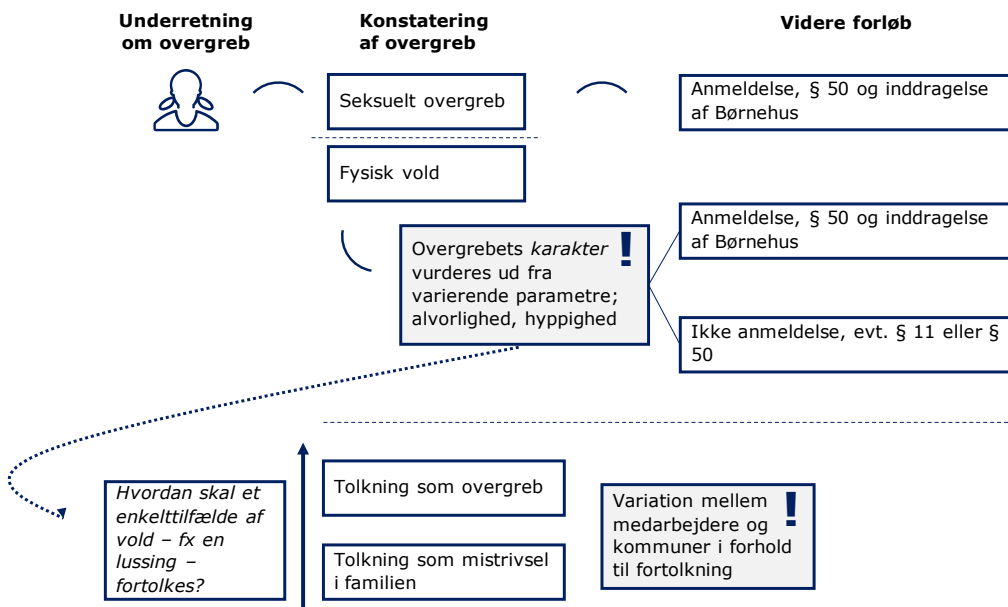 Underretning
om overgreb
Konstatering
af overgreb
Videre forløb
Seksuelt overgreb
Anmeldelse, § 50 og inddragelse
af Børnehus
Fysisk vold
Overgrebets karakter
vurderes ud fra
varierende parametre;
alvorlighed, hyppighed
!
Anmeldelse, § 50 og inddragelse
af Børnehus
Ikke anmeldelse, evt. § 11 eller §
50
Hvordan skal et
enkelttilfælde af
vold – fx en
lussing –
fortolkes?
Tolkning som overgreb
Tolkning som mistrivsel
i familien
Variation mellem
medarbejdere og
kommuner i forhold
til fortolkning
!